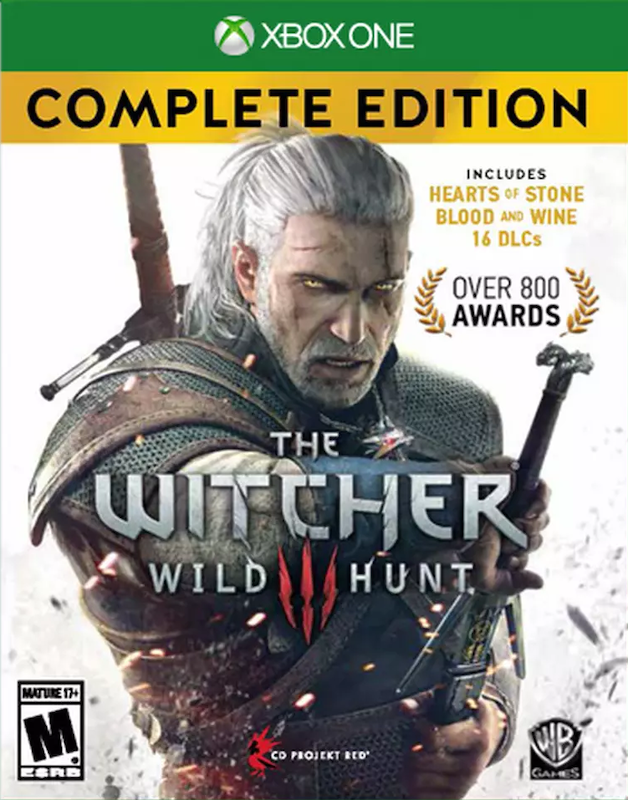 XBOX ONE
COMPLETE EDITION
INCLUDES
HEARTS OF STONE
BLOOD AND WINE
16 DLCs
OVER 800
AWARDS
THE
WITCHER®
WILD III HUNT
MATURE 17+
M
ESRB
CD PROJEKT RED®
WB
GAMES